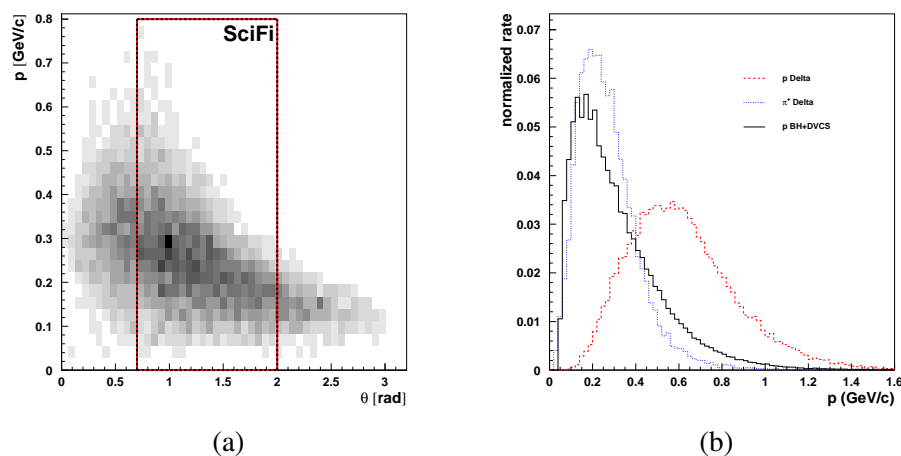 p [GeV/c]
0.8
0.7
0.6
0.5
0.4
0.3
0.2
0.1
0
SciFi
0 0.5 1 1.5 2 2.5 3
θ [rad]
(a)
normalized rate
0.07
0.06
0.05
0.04
0.03
0.02
0.01
0
p Delta
π⁺ Delta
p BH+DVCS
0 0.2 0.4 0.6 0.8 1 1.2 1.4 1.6
p (GeV/c)
(b)